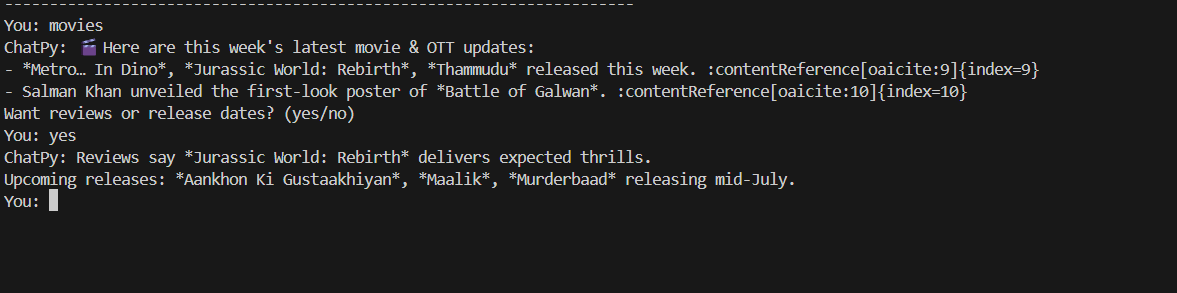 ----------------------------------------------------------------------
You: movies
ChatPy: 🎬 Here are this week's latest movie & OTT updates:
- *Metro… In Dino*, *Jurassic World: Rebirth*, *Thammudu* released this week. :contentReference[oaicite:9]{index=9}
- Salman Khan unveiled the first-look poster of *Battle of Galwan*. :contentReference[oaicite:10]{index=10}
Want reviews or release dates? (yes/no)
You: yes
ChatPy: Reviews say *Jurassic World: Rebirth* delivers expected thrills.
Upcoming releases: *Aankhon Ki Gustaakhiyan*, *Maalik*, *Murderbaad* releasing mid-July.
You: